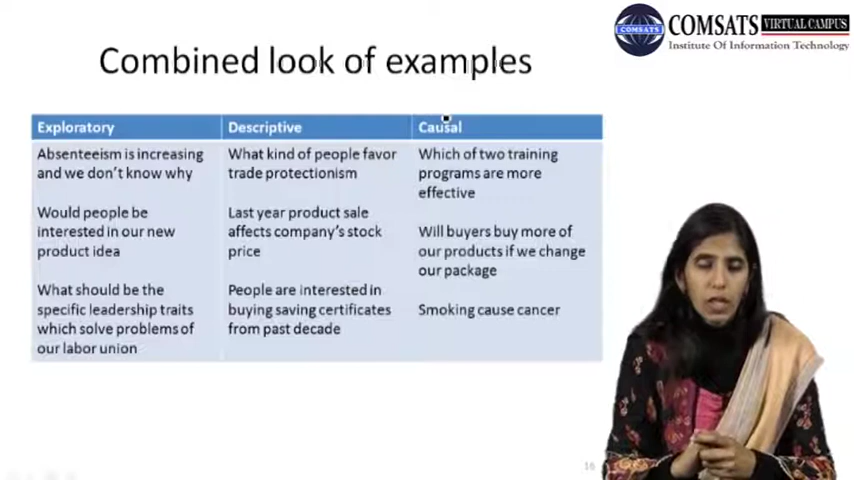 COMSATS
COMSATS VIRTUAL CAMPUS
Institute Of Information Technology
Combined look of examples
Exploratory
Descriptive
Causal
Absenteeism is increasing
and we don't know why
What kind of people favor
trade protectionism
Which of two training
programs are more
effective
Would people be
interested in our new
product idea
Last year product sale
affects company's stock
price
Will buyers buy more of
our products if we change
our package
What should be the
specific leadership traits
which solve problems of
our labor union
People are interested in
buying saving certificates
from past decade
Smoking cause cancer
16